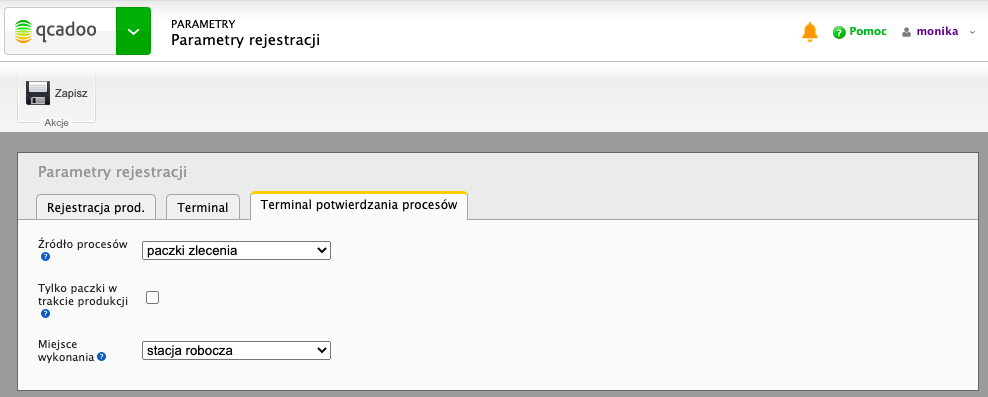 qcadoo
PARAMETRY
Parametry rejestracji
Pomoc
monika
Zapisz
Akcje
Parametry rejestracji
Rejestracja prod.
Terminal
Terminal potwierdzania procesów
Źródło procesów
paczki zlecenia
Tylko paczki w
trakcie produkcji
Miejsce
wykonania
stacja robocza